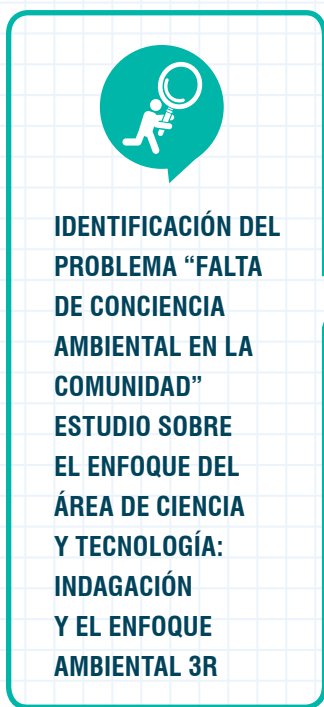 IDENTIFICACIÓN DEL
PROBLEMA “FALTA
DE CONCIENCIA
AMBIENTAL EN LA
COMUNIDAD”
ESTUDIO SOBRE
EL ENFOQUE DEL
ÁREA DE CIENCIA
Y TECNOLOGÍA:
INDAGACIÓN
Y EL ENFOQUE
AMBIENTAL 3R